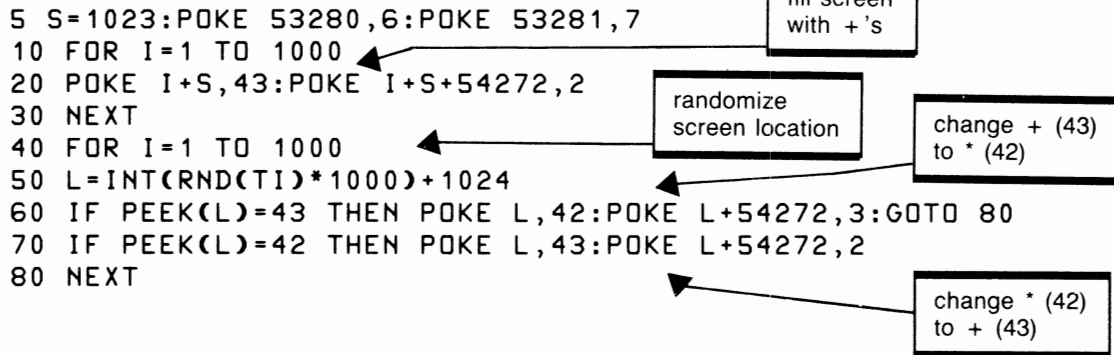 fill screen
with +'s
5 S=1023:POKE 53280,6:POKE 53281,7
10 FOR I=1 TO 1000
20 POKE I+S,43:POKE I+S+54272,2
30 NEXT
randomize
screen location
40 FOR I=1 TO 1000
change + (43)
to * (42)
50 L=INT(RND(TI)*1000)+1024
60 IF PEEK(L)=43 THEN POKE L,42:POKE L+54272,3:GOTO 80
70 IF PEEK(L)=42 THEN POKE L,43:POKE L+54272,2
80 NEXT
change * (42)
to + (43)